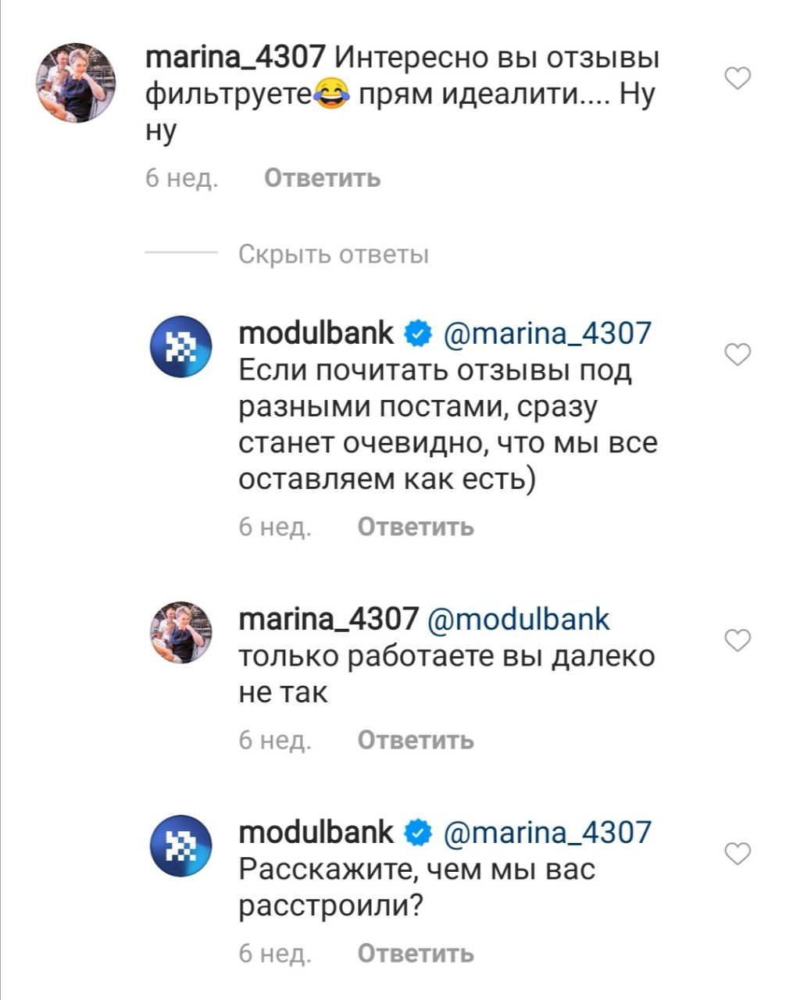 marina_4307 Интересно вы отзывы
фильтруете😂 прям идеалити.... Ну
ну
6 нед. Ответить
Скрыть ответы
modulbank @marina_4307
Если почитать отзывы под
разными постами, сразу
станет очевидно, что мы все
оставляем как есть)
6 нед. Ответить
marina_4307 @modulbank
только работаете вы далеко
не так
6 нед. Ответить
modulbank @marina_4307
Расскажите, чем мы вас
расстроили?
6 нед. Ответить